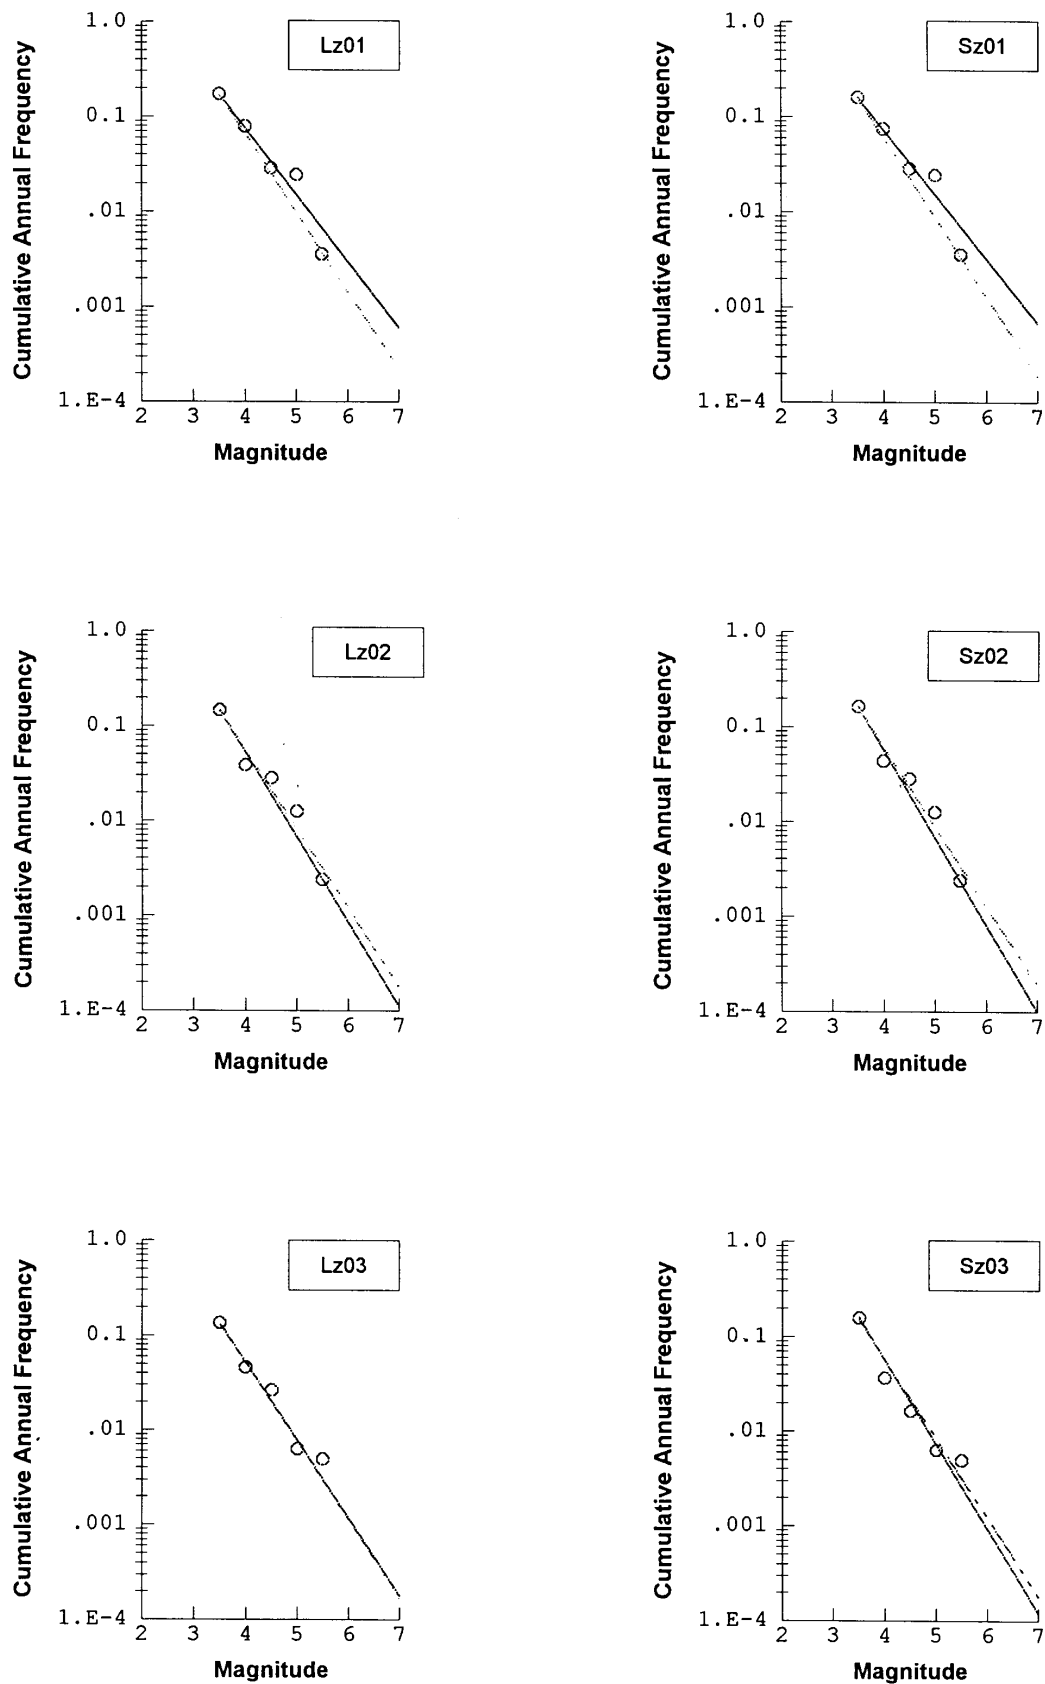 Lz01
Cumulative Annual Frequency
1.0
0.1
.01
.001
1.E-4
2 3 4 5 6 7
Magnitude
Sz01
Cumulative Annual Frequency
1.0
0.1
.01
.001
1.E-4
2 3 4 5 6 7
Magnitude
Lz02
Cumulative Annual Frequency
1.0
0.1
.01
.001
1.E-4
2 3 4 5 6 7
Magnitude
Sz02
Cumulative Annual Frequency
1.0
0.1
.01
.001
1.E-4
2 3 4 5 6 7
Magnitude
Lz03
Cumulative Annual Frequency
1.0
0.1
.01
.001
1.E-4
2 3 4 5 6 7
Magnitude
Sz03
Cumulative Annual Frequency
1.0
0.1
.01
.001
1.E-4
2 3 4 5 6 7
Magnitude